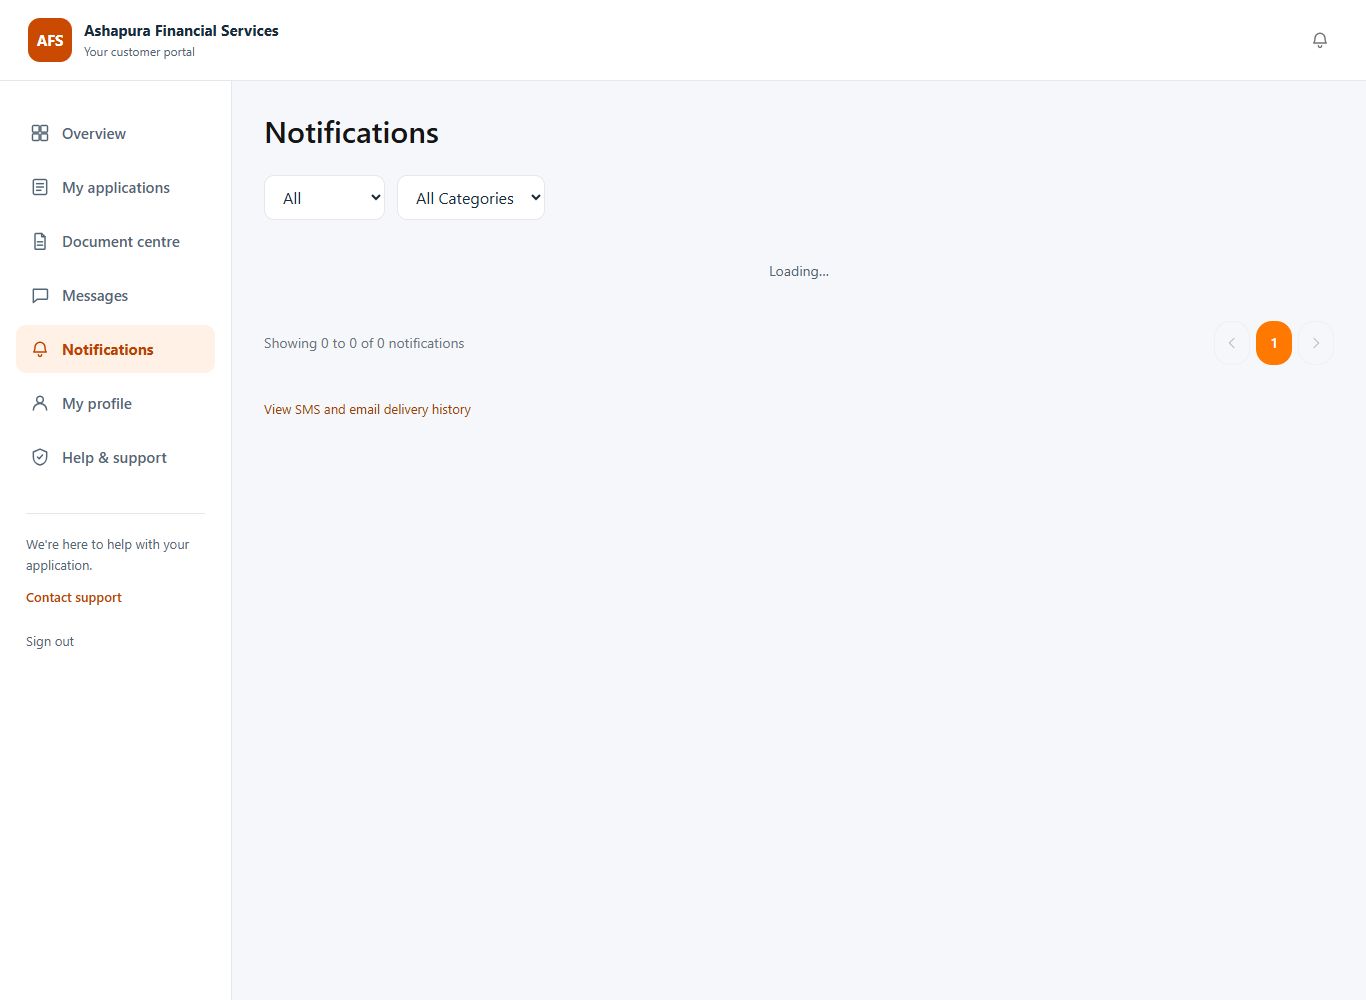 AFS
Ashapura Financial Services
Your customer portal
Overview
My applications
Document centre
Messages
Notifications
My profile
Help & support
We're here to help with your
application.
Contact support
Sign out
Notifications
All
All Categories
Loading...
Showing 0 to 0 of 0 notifications
1
View SMS and email delivery history